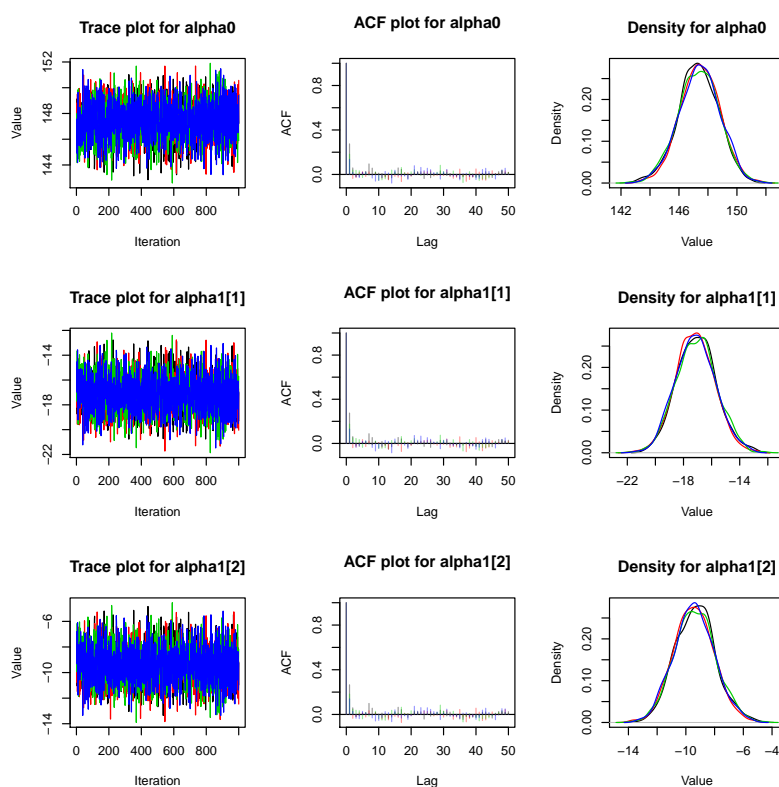 Trace plot for alpha0
Value
144 148 152
0 200 400 600 800
Iteration
ACF plot for alpha0
ACF
0.0 0.4 0.8
0 10 20 30 40 50
Lag
Density for alpha0
Density
0.00 0.10 0.20
142 146 150
Value
Trace plot for alpha1[1]
Value
−22 −18 −14
0 200 400 600 800
Iteration
ACF plot for alpha1[1]
ACF
0.0 0.4 0.8
0 10 20 30 40 50
Lag
Density for alpha1[1]
Density
0.00 0.10 0.20
−22 −18 −14
Value
Trace plot for alpha1[2]
Value
−14 −10 −6
0 200 400 600 800
Iteration
ACF plot for alpha1[2]
ACF
0.0 0.4 0.8
0 10 20 30 40 50
Lag
Density for alpha1[2]
Density
0.00 0.10 0.20
−14 −10 −6 −4
Value